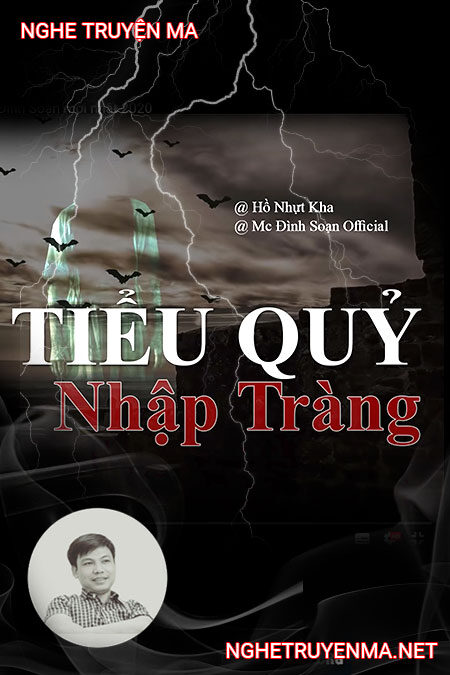 NGHE TRUYỆN MA
@ Hồ Nhựt Kha
@ Mc Đình Soạn Official
TIỂU QUỶ
Nhập Tràng
NGHETRUYENMA.NET